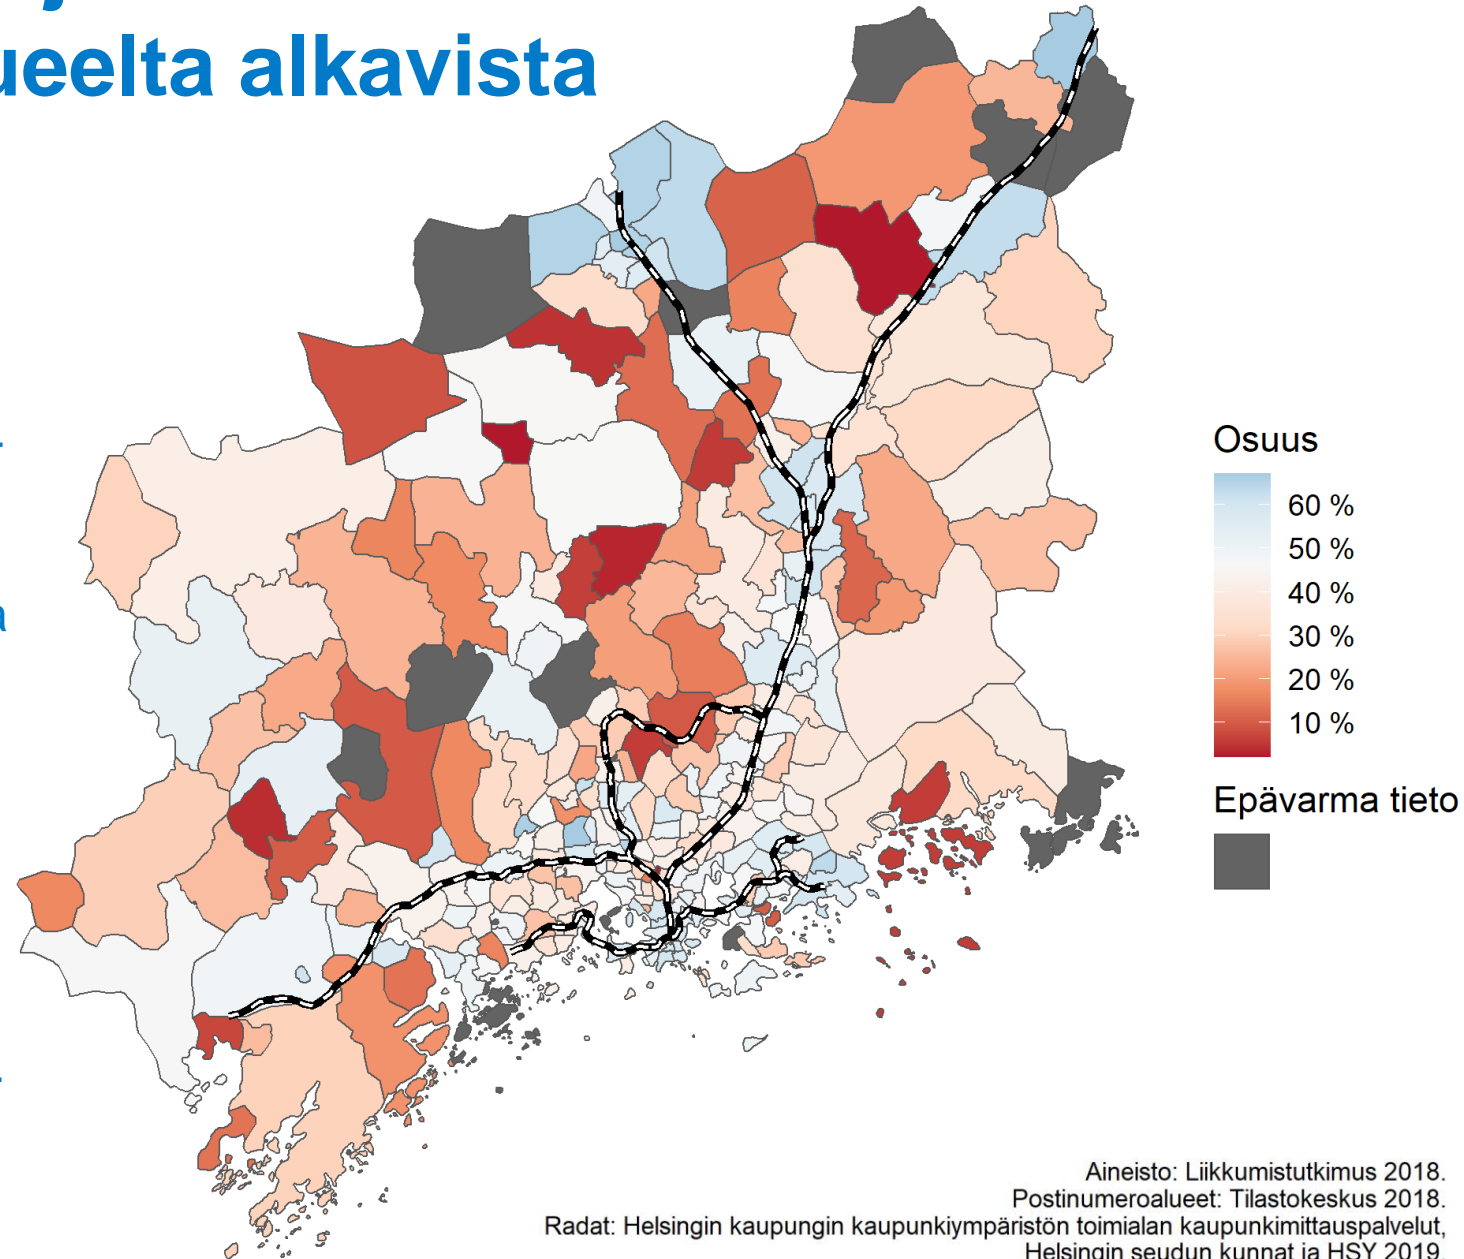 alkavista
Osuus
60 %
50 %
40 %
30 %
20 %
10 %
Epävarma tieto
Aineisto: Liikkumistutkimus 2018.
Postinumeroalueet: Tilastokeskus 2018.
Radat: Helsingin kaupungin kaupunkiympäristön toimialan kaupunkimittauspalvelut,
Helsingin seudun kunnat ja HSY 2019.